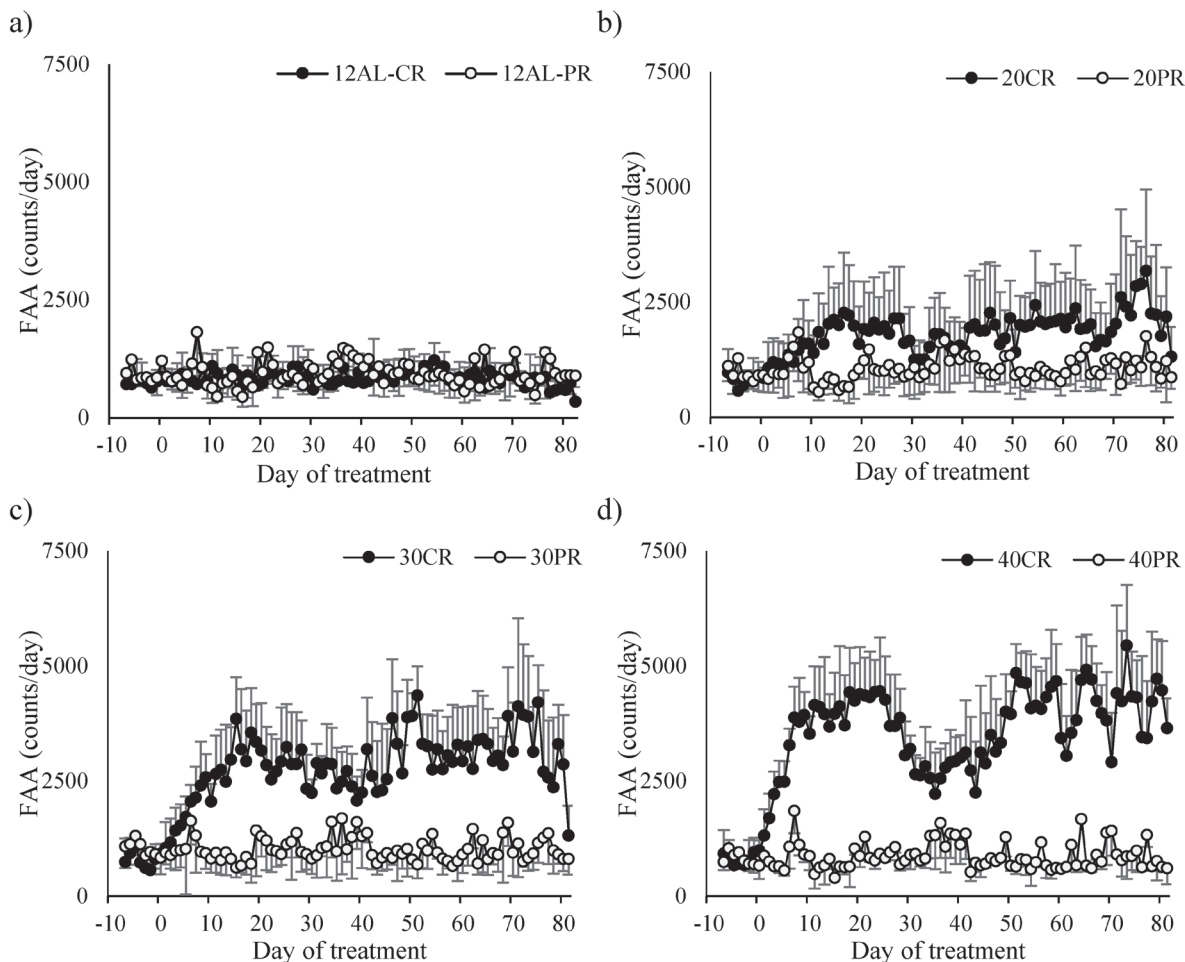 a)
7500
12AL-CR
12AL-PR
FAA (counts/day)
5000
2500
0
-10 0 10 20 30 40 50 60 70 80
Day of treatment
b)
7500
20CR
20PR
FAA (counts/day)
5000
2500
0
-10 0 10 20 30 40 50 60 70 80
Day of treatment
c)
7500
30CR
30PR
FAA (counts/day)
5000
2500
0
-10 0 10 20 30 40 50 60 70 80
Day of treatment
d)
7500
40CR
40PR
FAA (counts/day)
5000
2500
0
-10 0 10 20 30 40 50 60 70 80
Day of treatment